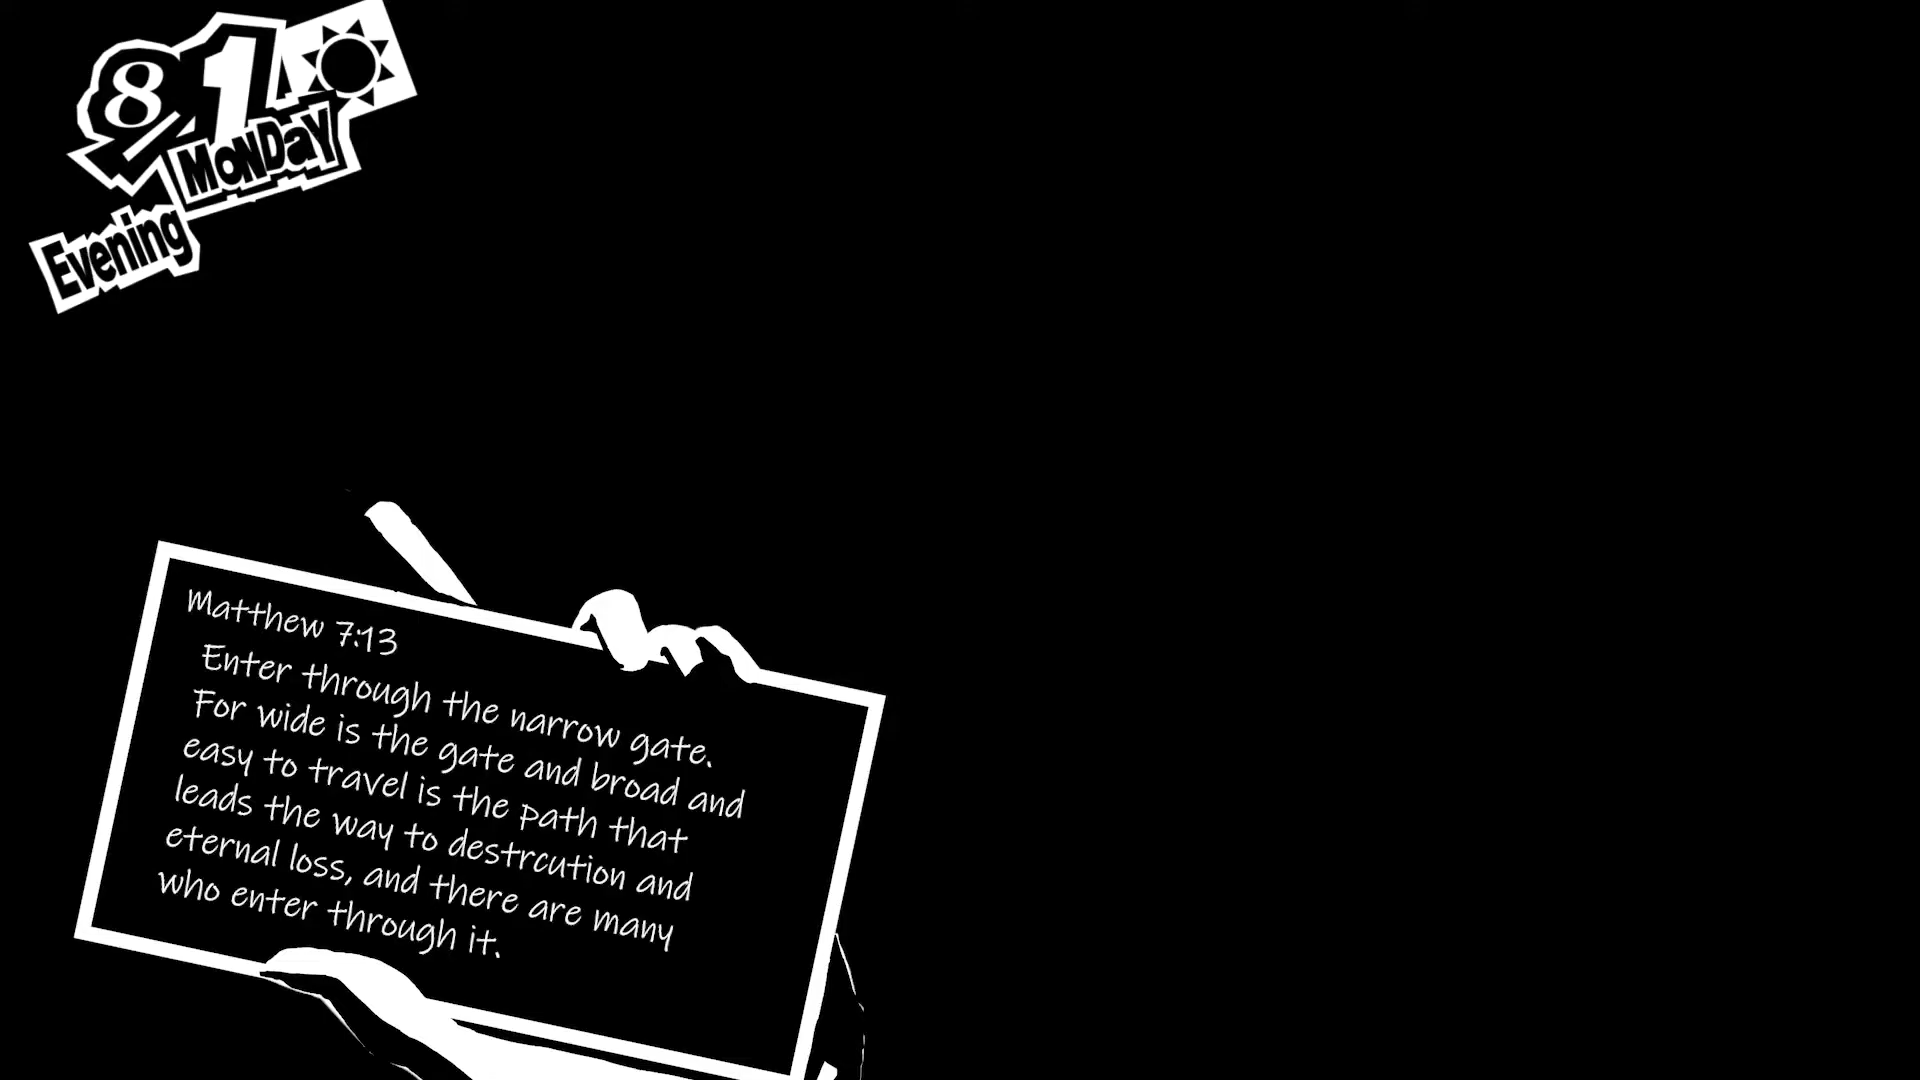 8/1
MONDaY
Evening
Matthew 7:13
Enter through the narrow gate.
For wide is the gate and broad and
easy to travel is the path that
leads the way to destrcution and
eternal loss, and there are many
who enter through it.